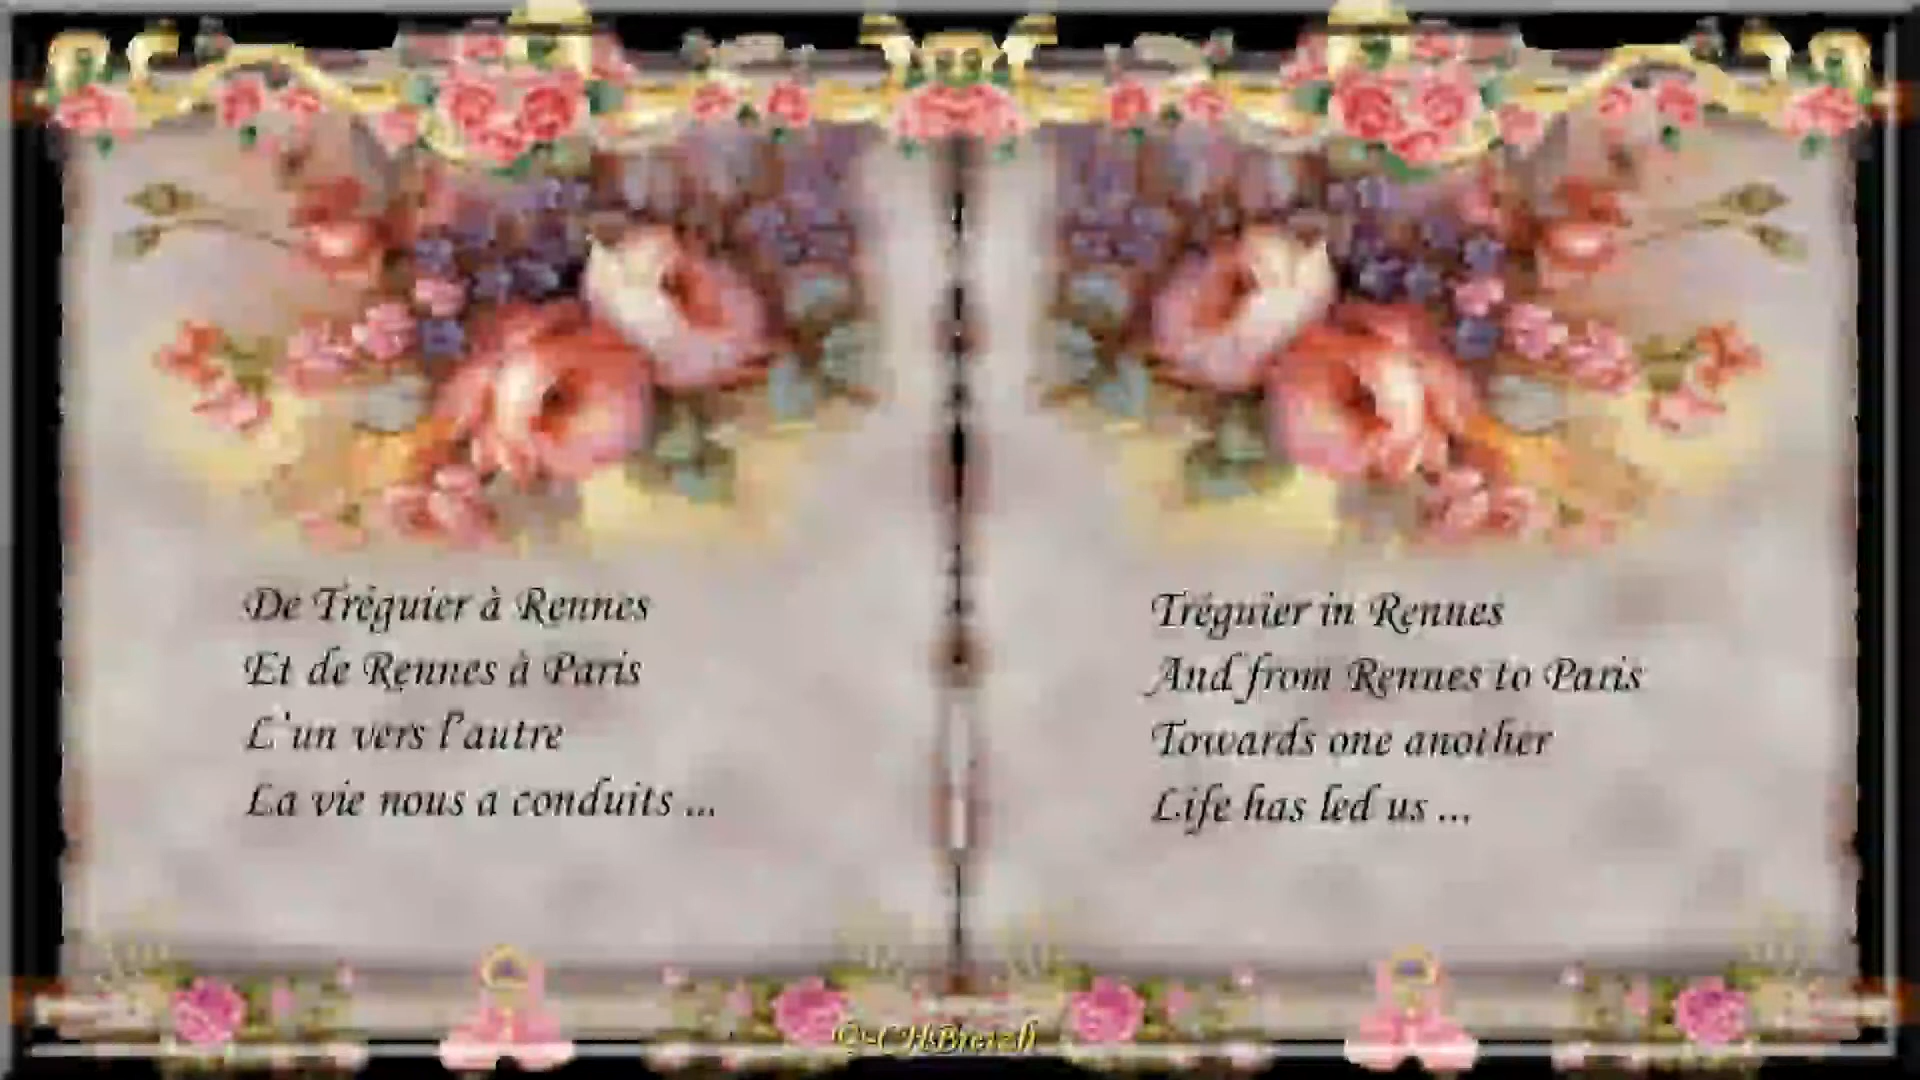 De Tréguier à Rennes
Et de Rennes à Paris
L'un vers l'autre
La vie nous a conduits ...
Tréguier in Rennes
And from Rennes to Paris
Towards one another
Life has led us ...